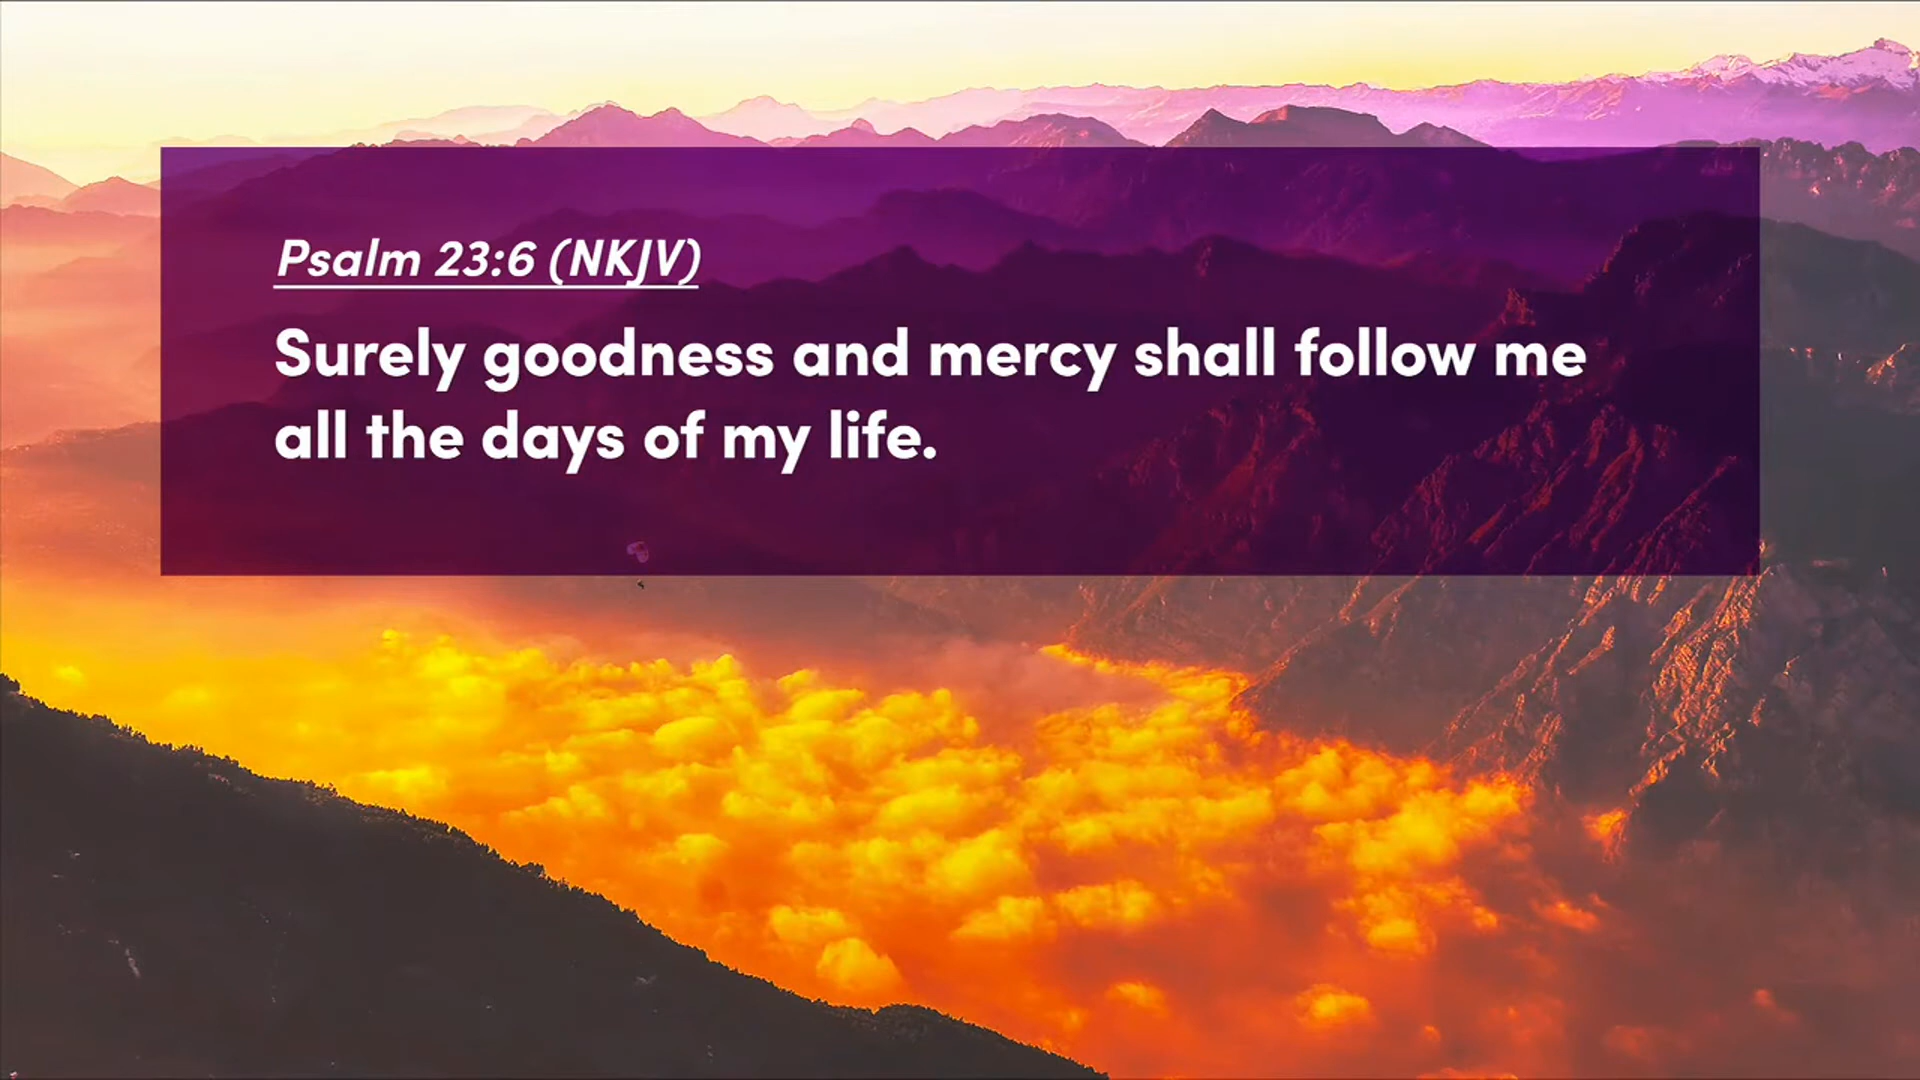 Psalm 23:6 (NKJV)
Surely goodness and mercy shall follow me
all the days of my life.